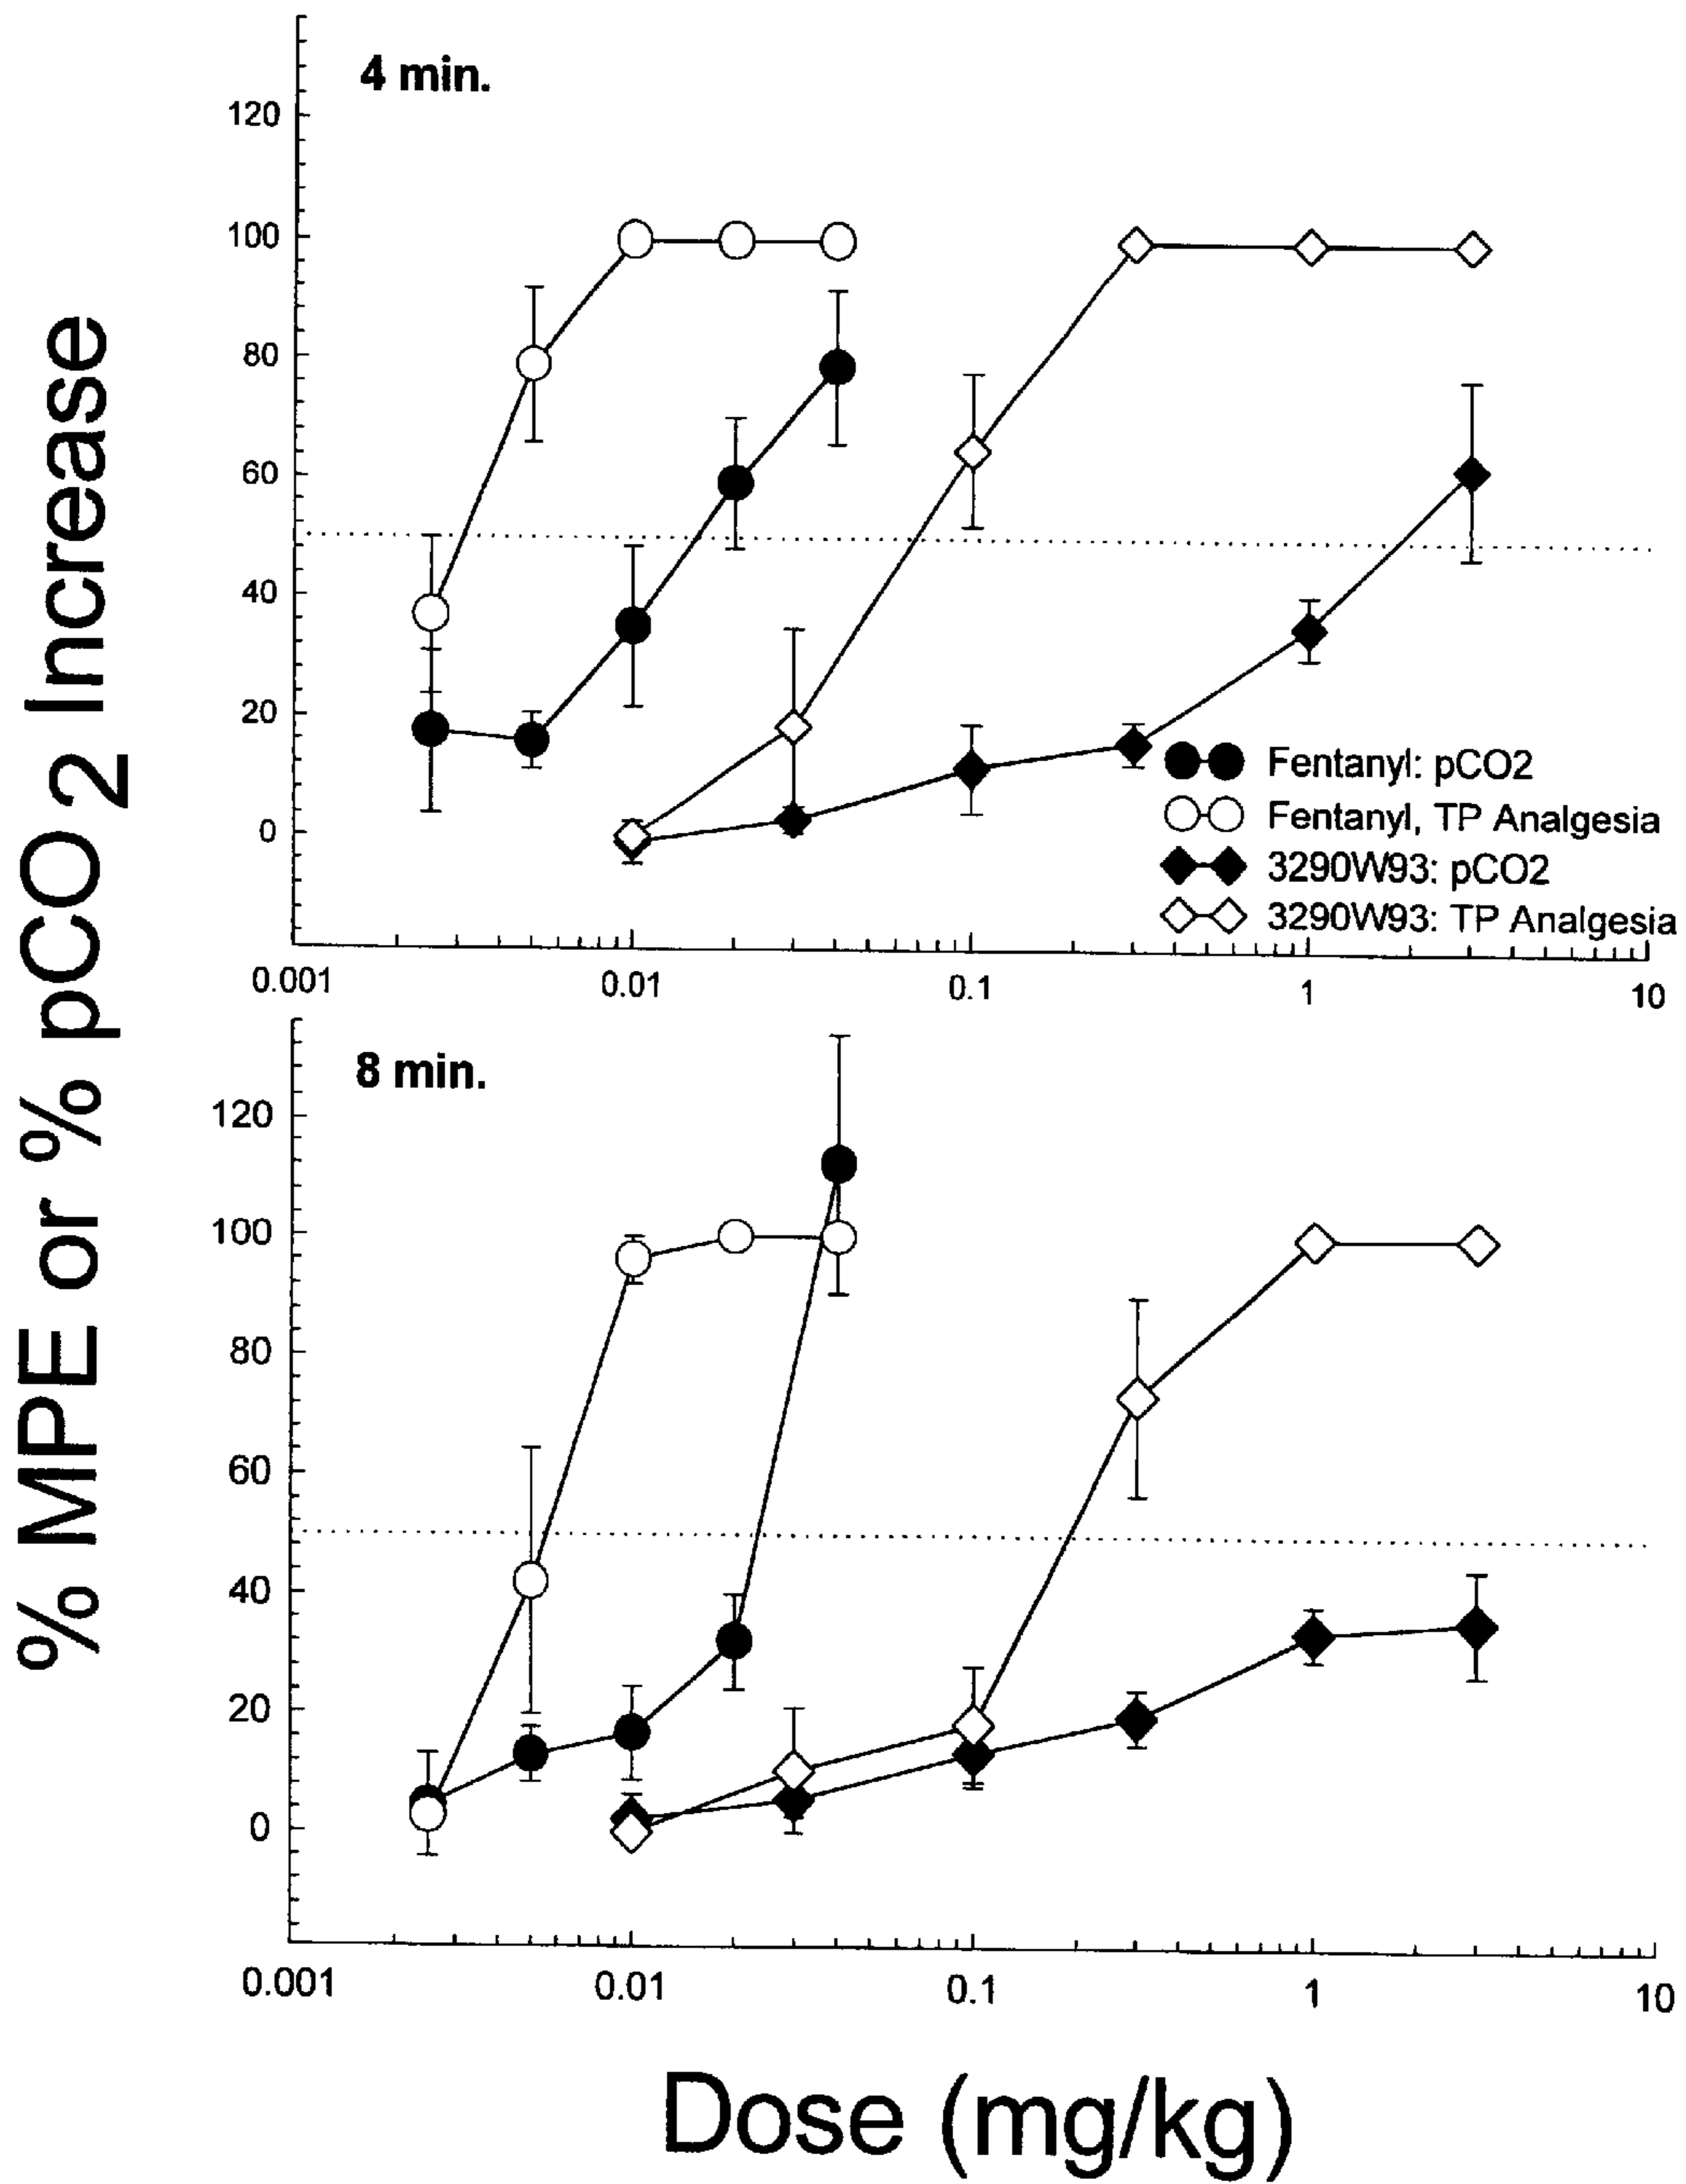 % MPE or % pCO 2 Increase
4 min.
120
100
80
60
40
20
0
Fentanyl: pCO2
Fentanyl, TP Analgesia
3290W93: pCO2
3290W93: TP Analgesia
0.001 0.01 0.1 1 10
8 min.
120
100
80
60
40
20
0
0.001 0.01 0.1 1 10
Dose (mg/kg)